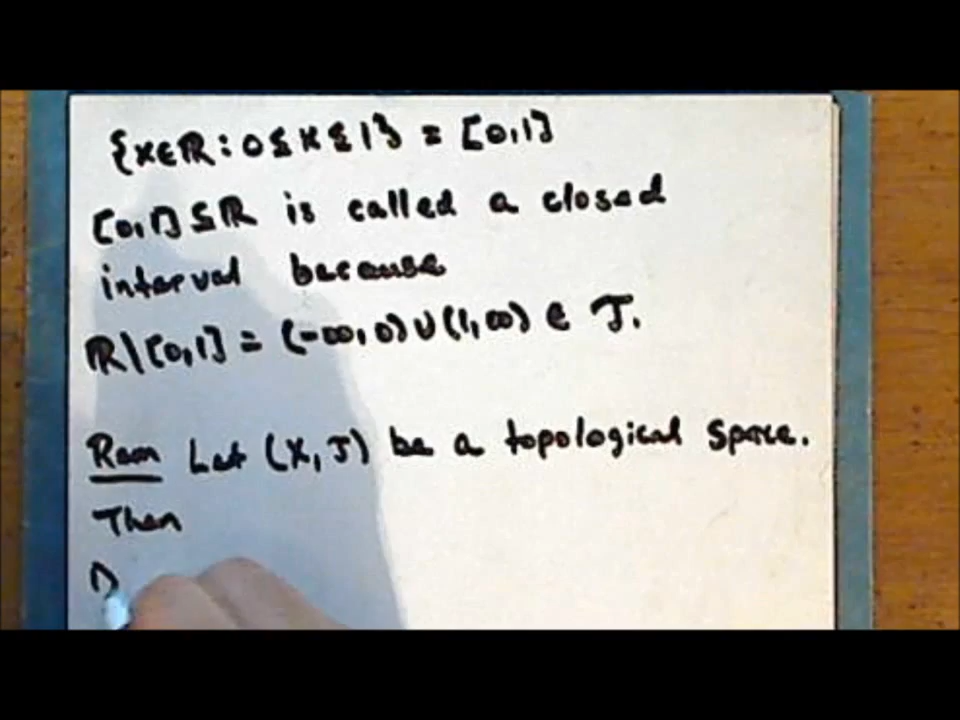 {x∈ℝ : 0 ≤ x ≤ 1} = [0,1]
[0,1] ⊆ ℝ is called a closed
interval because
ℝ\[0,1] = (-∞,0)∪(1,∞) ∈ 𝒯.
Rem Let (X,𝒯) be a topological space.
Then